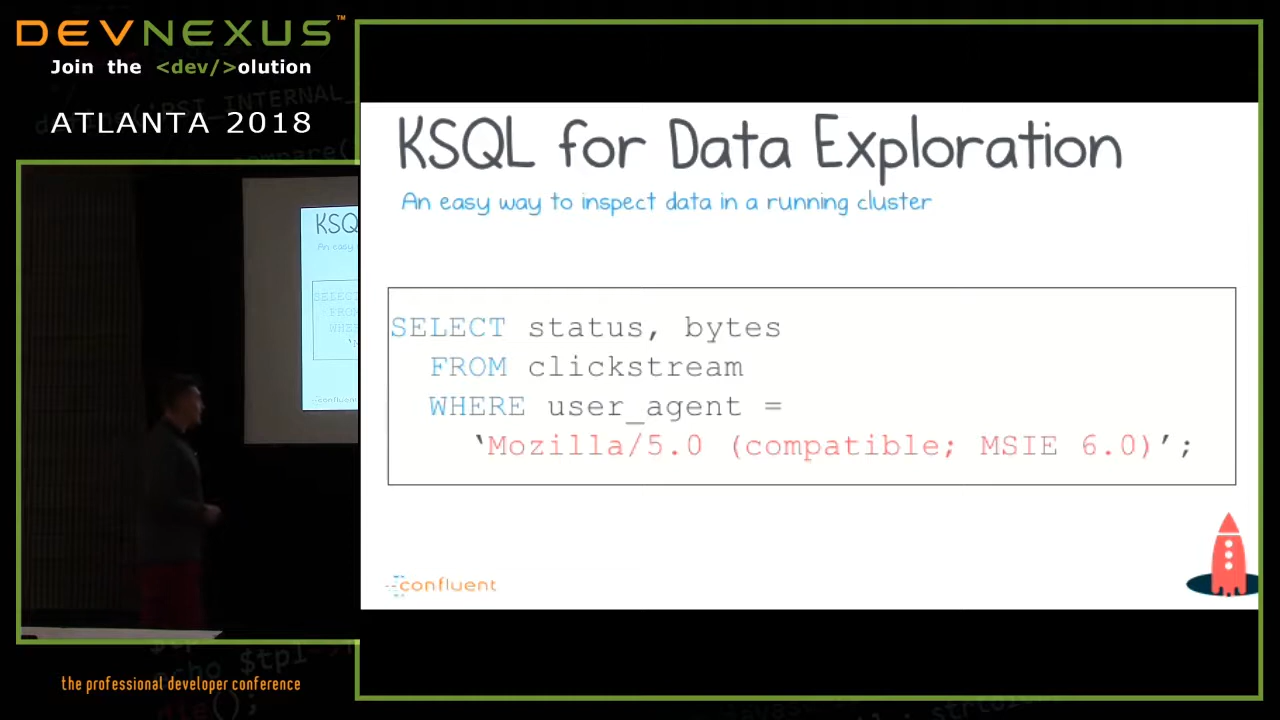 DEVNEXUS™
Join the <dev/>olution
ATLANTA 2018
KSQL for Data Exploration
An easy way to inspect data in a running cluster
SELECT status, bytes
FROM clickstream
WHERE user_agent =
‘Mozilla/5.0 (compatible; MSIE 6.0)’;
confluent
the professional developer conference